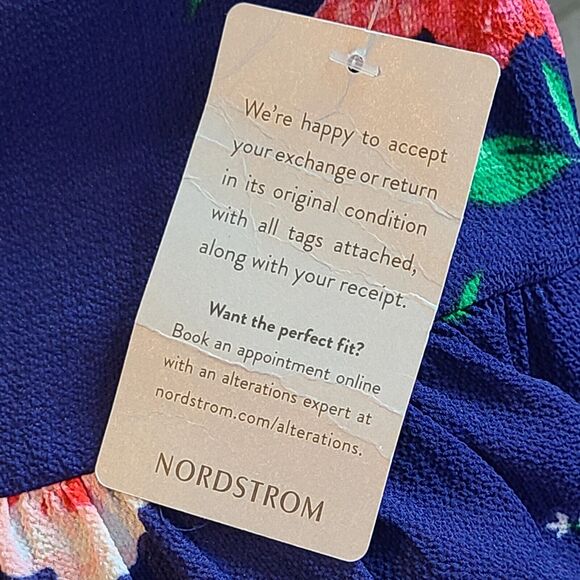 We're happy to accept
your exchange or return
in its original condition
with all tags attached,
along with your receipt.
Want the perfect fit?
Book an appointment online
with an alterations expert at
nordstrom.com/alterations.
NORDSTROM